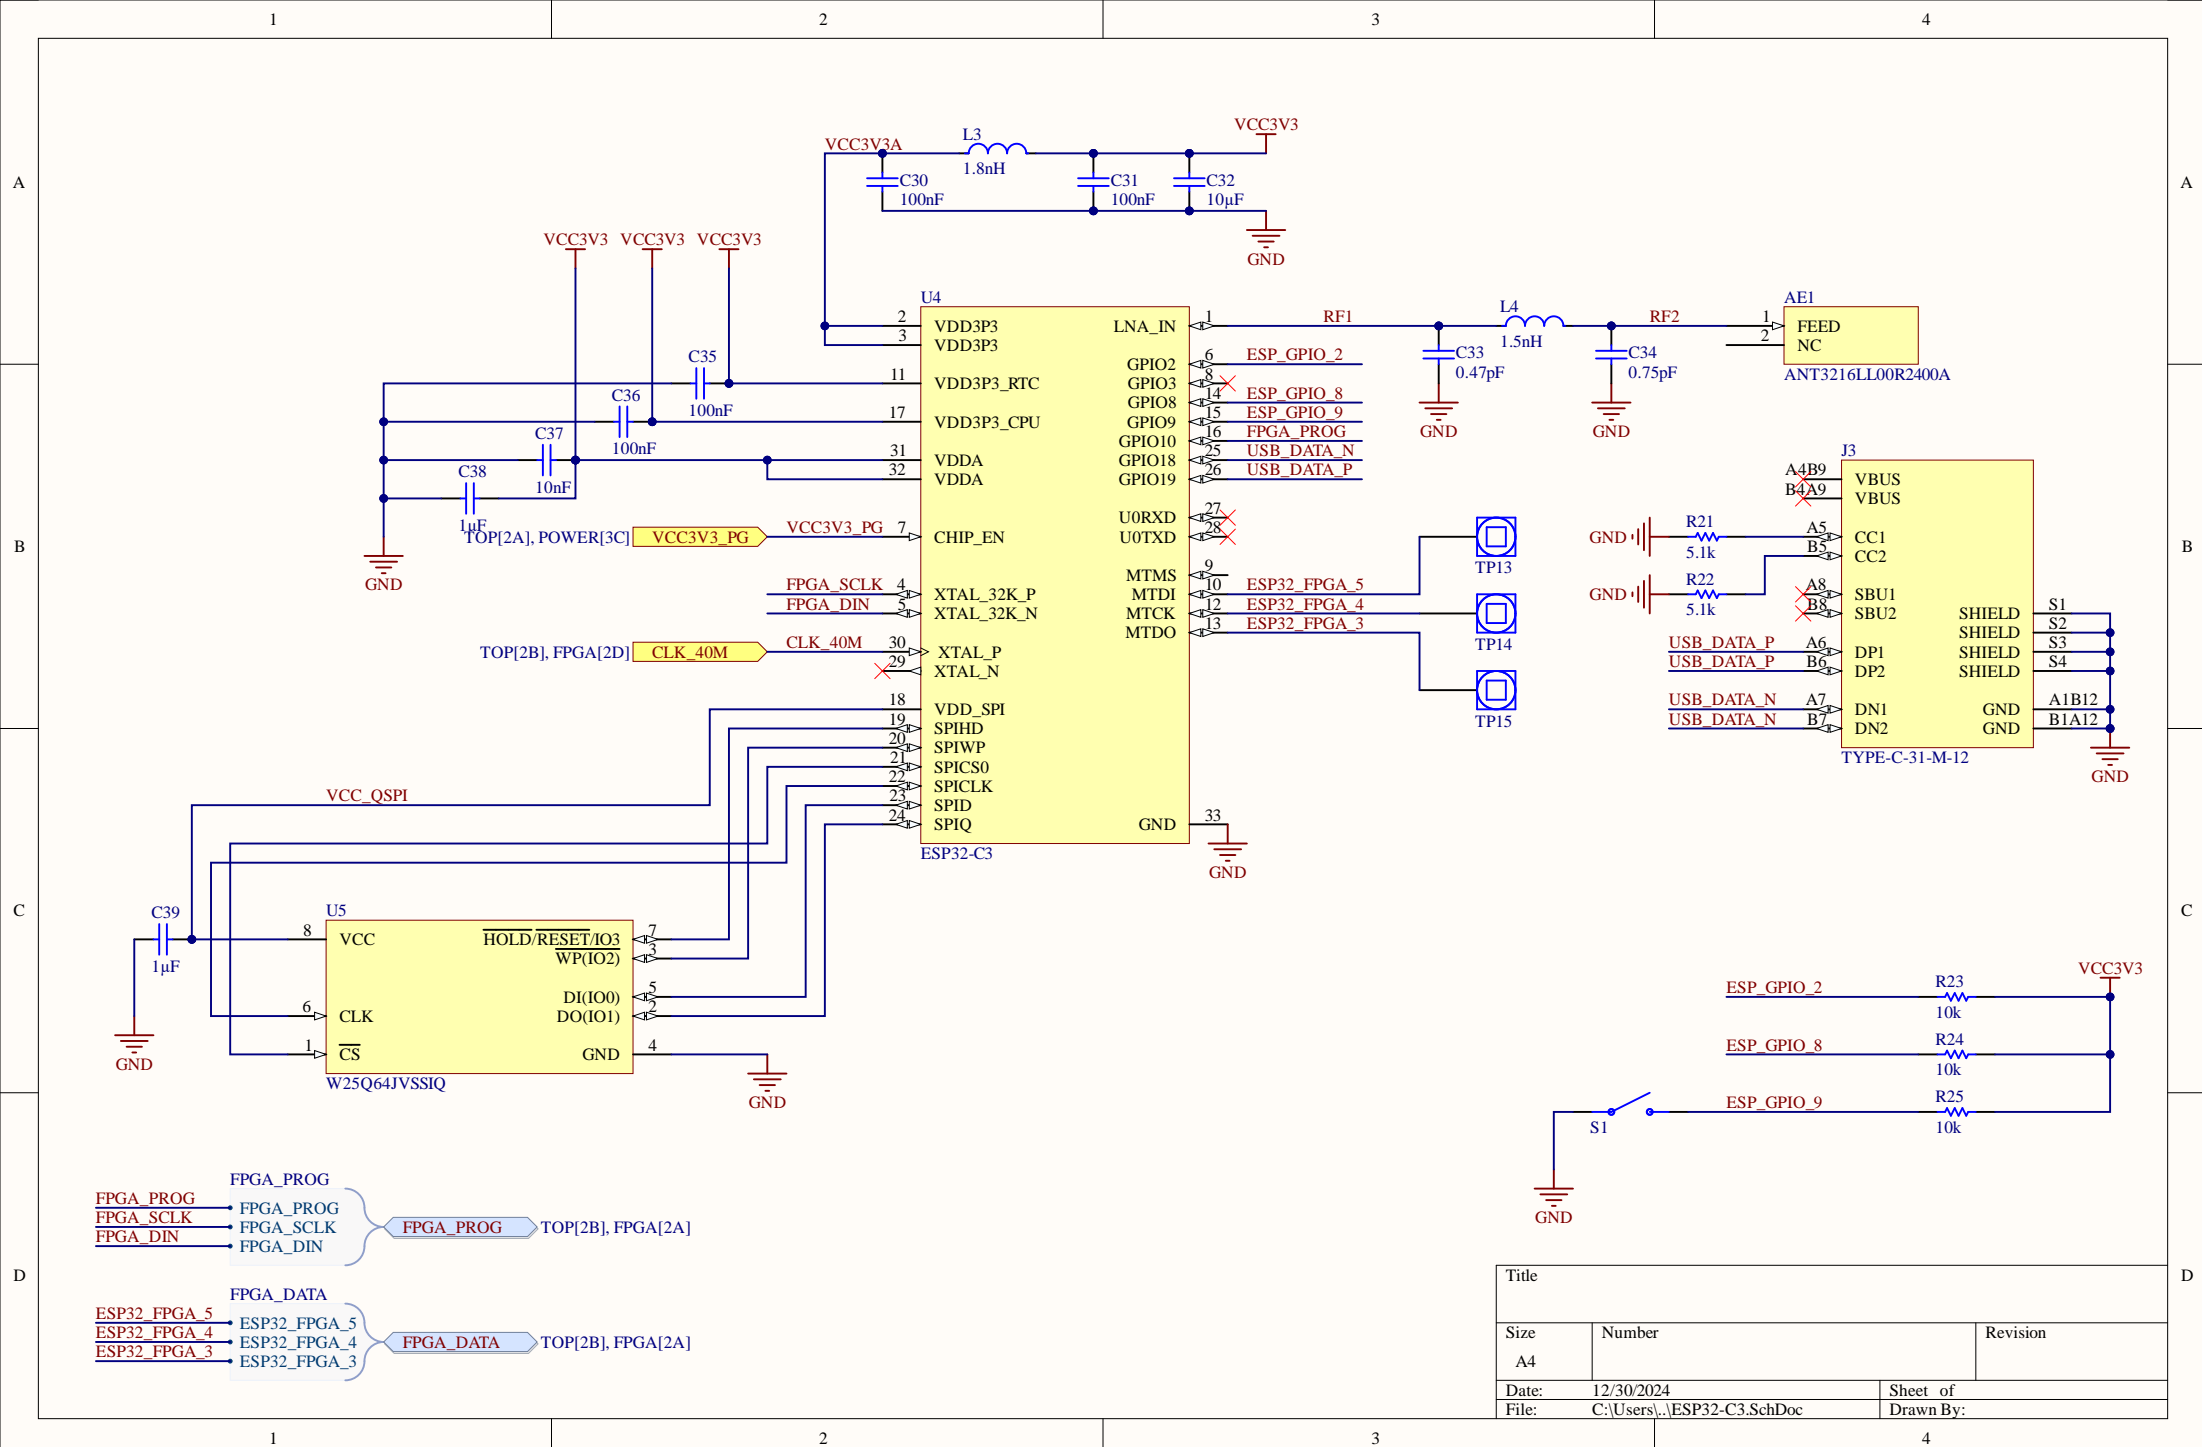 1 2 3 4
A A
B B
C C
D D
1 2 3 4
VCC3V3A
L3
1.8nH
VCC3V3
C30
100nF
C31
100nF
C32
10µF
GND
VCC3V3 VCC3V3 VCC3V3
C35
100nF
C36
100nF
C37
10nF
C38
1µF
GND
TOP[2A], POWER[3C] VCC3V3_PG VCC3V3_PG
FPGA_SCLK
FPGA_DIN
TOP[2B], FPGA[2D] CLK_40M CLK_40M
U4
2 VDD3P3
3 VDD3P3
11 VDD3P3_RTC
17 VDD3P3_CPU
31 VDDA
32 VDDA
7 CHIP_EN
4 XTAL_32K_P
5 XTAL_32K_N
30 XTAL_P
29 XTAL_N
18 VDD_SPI
19 SPIHD
20 SPIWP
21 SPICS0
22 SPICLK
23 SPID
24 SPIQ
LNA_IN 1 RF1
GPIO2 6 ESP_GPIO_2
GPIO3 8
GPIO8 14 ESP_GPIO_8
GPIO9 15 ESP_GPIO_9
GPIO10 16 FPGA_PROG
GPIO18 25 USB_DATA_N
GPIO19 26 USB_DATA_P
U0RXD 27
U0TXD 28
MTMS 9
MTDI 10 ESP32_FPGA_5
MTCK 12 ESP32_FPGA_4
MTDO 13 ESP32_FPGA_3
GND 33
ESP32-C3
GND
TP13
TP14
TP15
L4
1.5nH
RF2
C33
0.47pF
C34
0.75pF
GND GND
AE1
1 FEED
2 NC
ANT3216LL00R2400A
J3
A4B9 VBUS
B4A9 VBUS
GND R21 A5 CC1
5.1k B5 CC2
GND R22 A8 SBU1
5.1k B8 SBU2
USB_DATA_P A6 DP1
USB_DATA_P B6 DP2
USB_DATA_N A7 DN1
USB_DATA_N B7 DN2
SHIELD S1
SHIELD S2
SHIELD S3
SHIELD S4
GND A1B12
GND B1A12
TYPE-C-31-M-12
GND
VCC_QSPI
C39
1µF
GND
U5
8 VCC
6 CLK
1 CS
HOLD/RESET/IO3 7
WP(IO2) 3
DI(IO0) 5
DO(IO1) 2
GND 4
W25Q64JVSSIQ
GND
VCC3V3
ESP_GPIO_2 R23
10k
ESP_GPIO_8 R24
10k
S1 ESP_GPIO_9 R25
10k
GND
FPGA_PROG
FPGA_PROG FPGA_PROG
FPGA_SCLK FPGA_SCLK FPGA_PROG TOP[2B], FPGA[2A]
FPGA_DIN FPGA_DIN
FPGA_DATA
ESP32_FPGA_5 ESP32_FPGA_5
ESP32_FPGA_4 ESP32_FPGA_4 FPGA_DATA TOP[2B], FPGA[2A]
ESP32_FPGA_3 ESP32_FPGA_3
Title
Size Number Revision
A4
Date: 12/30/2024 Sheet of
File: C:\Users\..\ESP32-C3.SchDoc Drawn By: